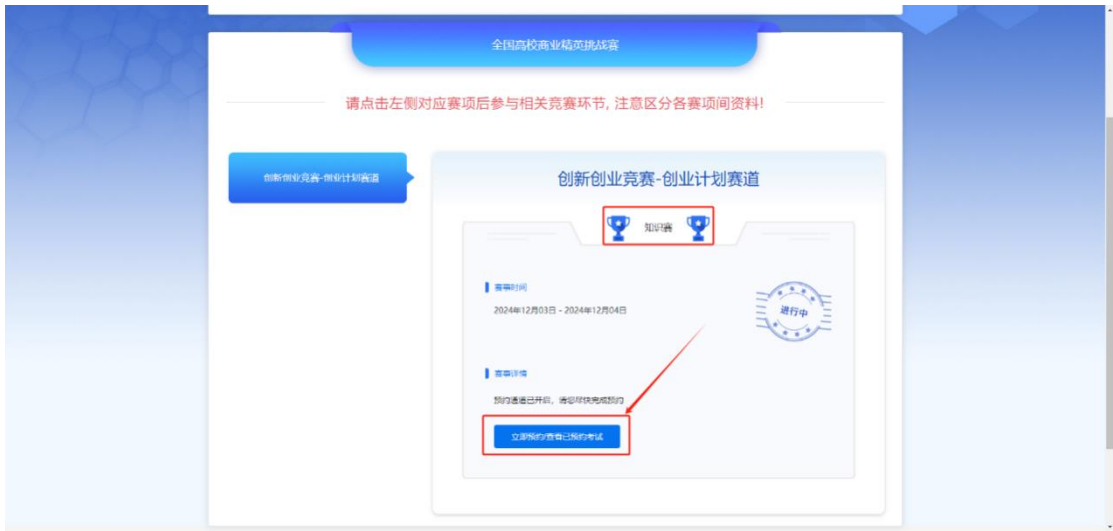 全国高校商业精英挑战赛
请点击左侧对应赛项后参与相关竞赛环节, 注意区分各赛项间资料!
创新创业竞赛-创业计划赛道
创新创业竞赛-创业计划赛道
知识赛
赛事时间
2024年12月03日 - 2024年12月04日
进行中
赛事详情
预约通道已开启，请您尽快完成预约
立即预约/查看已预约考试